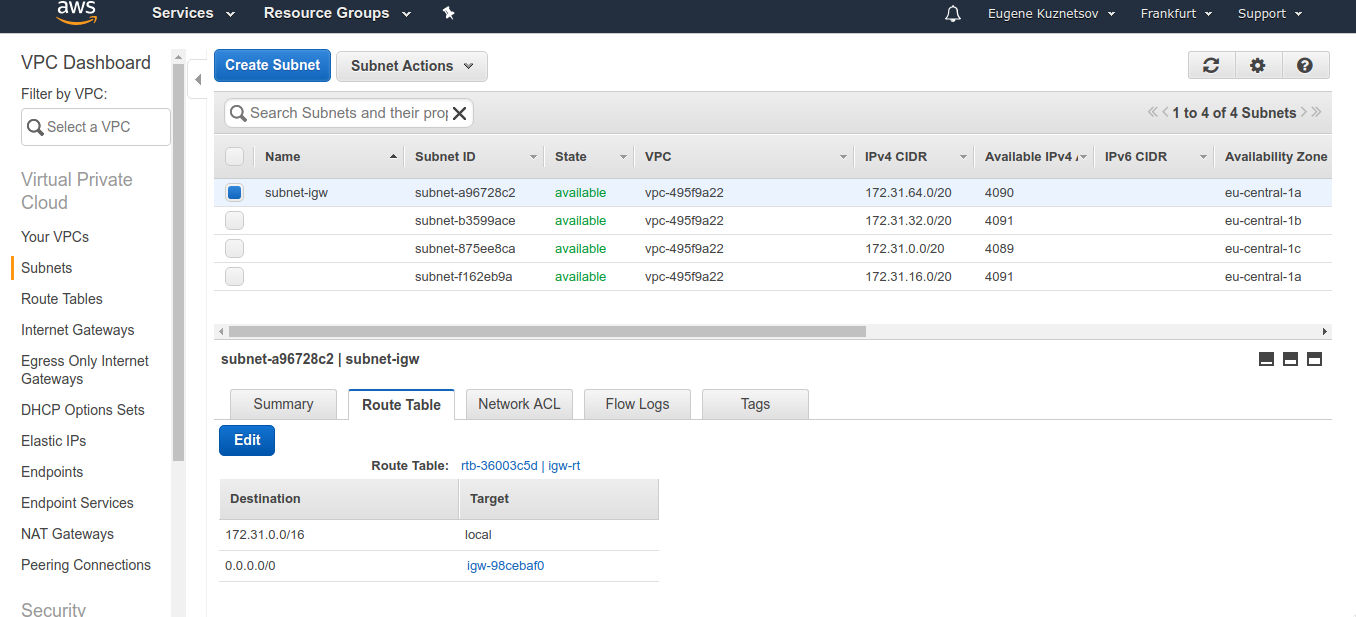 aws Services Resource Groups Eugene Kuznetsov Frankfurt Support
VPC Dashboard
Filter by VPC:
Select a VPC
Virtual Private
Cloud
Your VPCs
Subnets
Route Tables
Internet Gateways
Egress Only Internet
Gateways
DHCP Options Sets
Elastic IPs
Endpoints
Endpoint Services
NAT Gateways
Peering Connections
Security
Create Subnet Subnet Actions
Search Subnets and their prop 1 to 4 of 4 Subnets
Name Subnet ID State VPC IPv4 CIDR Available IPv4 IPv6 CIDR Availability Zone
subnet-igw subnet-a96728c2 available vpc-495f9a22 172.31.64.0/20 4090 eu-central-1a
subnet-b3599ace available vpc-495f9a22 172.31.32.0/20 4091 eu-central-1b
subnet-875ee8ca available vpc-495f9a22 172.31.0.0/20 4089 eu-central-1c
subnet-f162eb9a available vpc-495f9a22 172.31.16.0/20 4091 eu-central-1a
subnet-a96728c2 | subnet-igw
Summary Route Table Network ACL Flow Logs Tags
Edit
Route Table: rtb-36003c5d | igw-rt
Destination Target
172.31.0.0/16 local
0.0.0.0/0 igw-98cebaf0